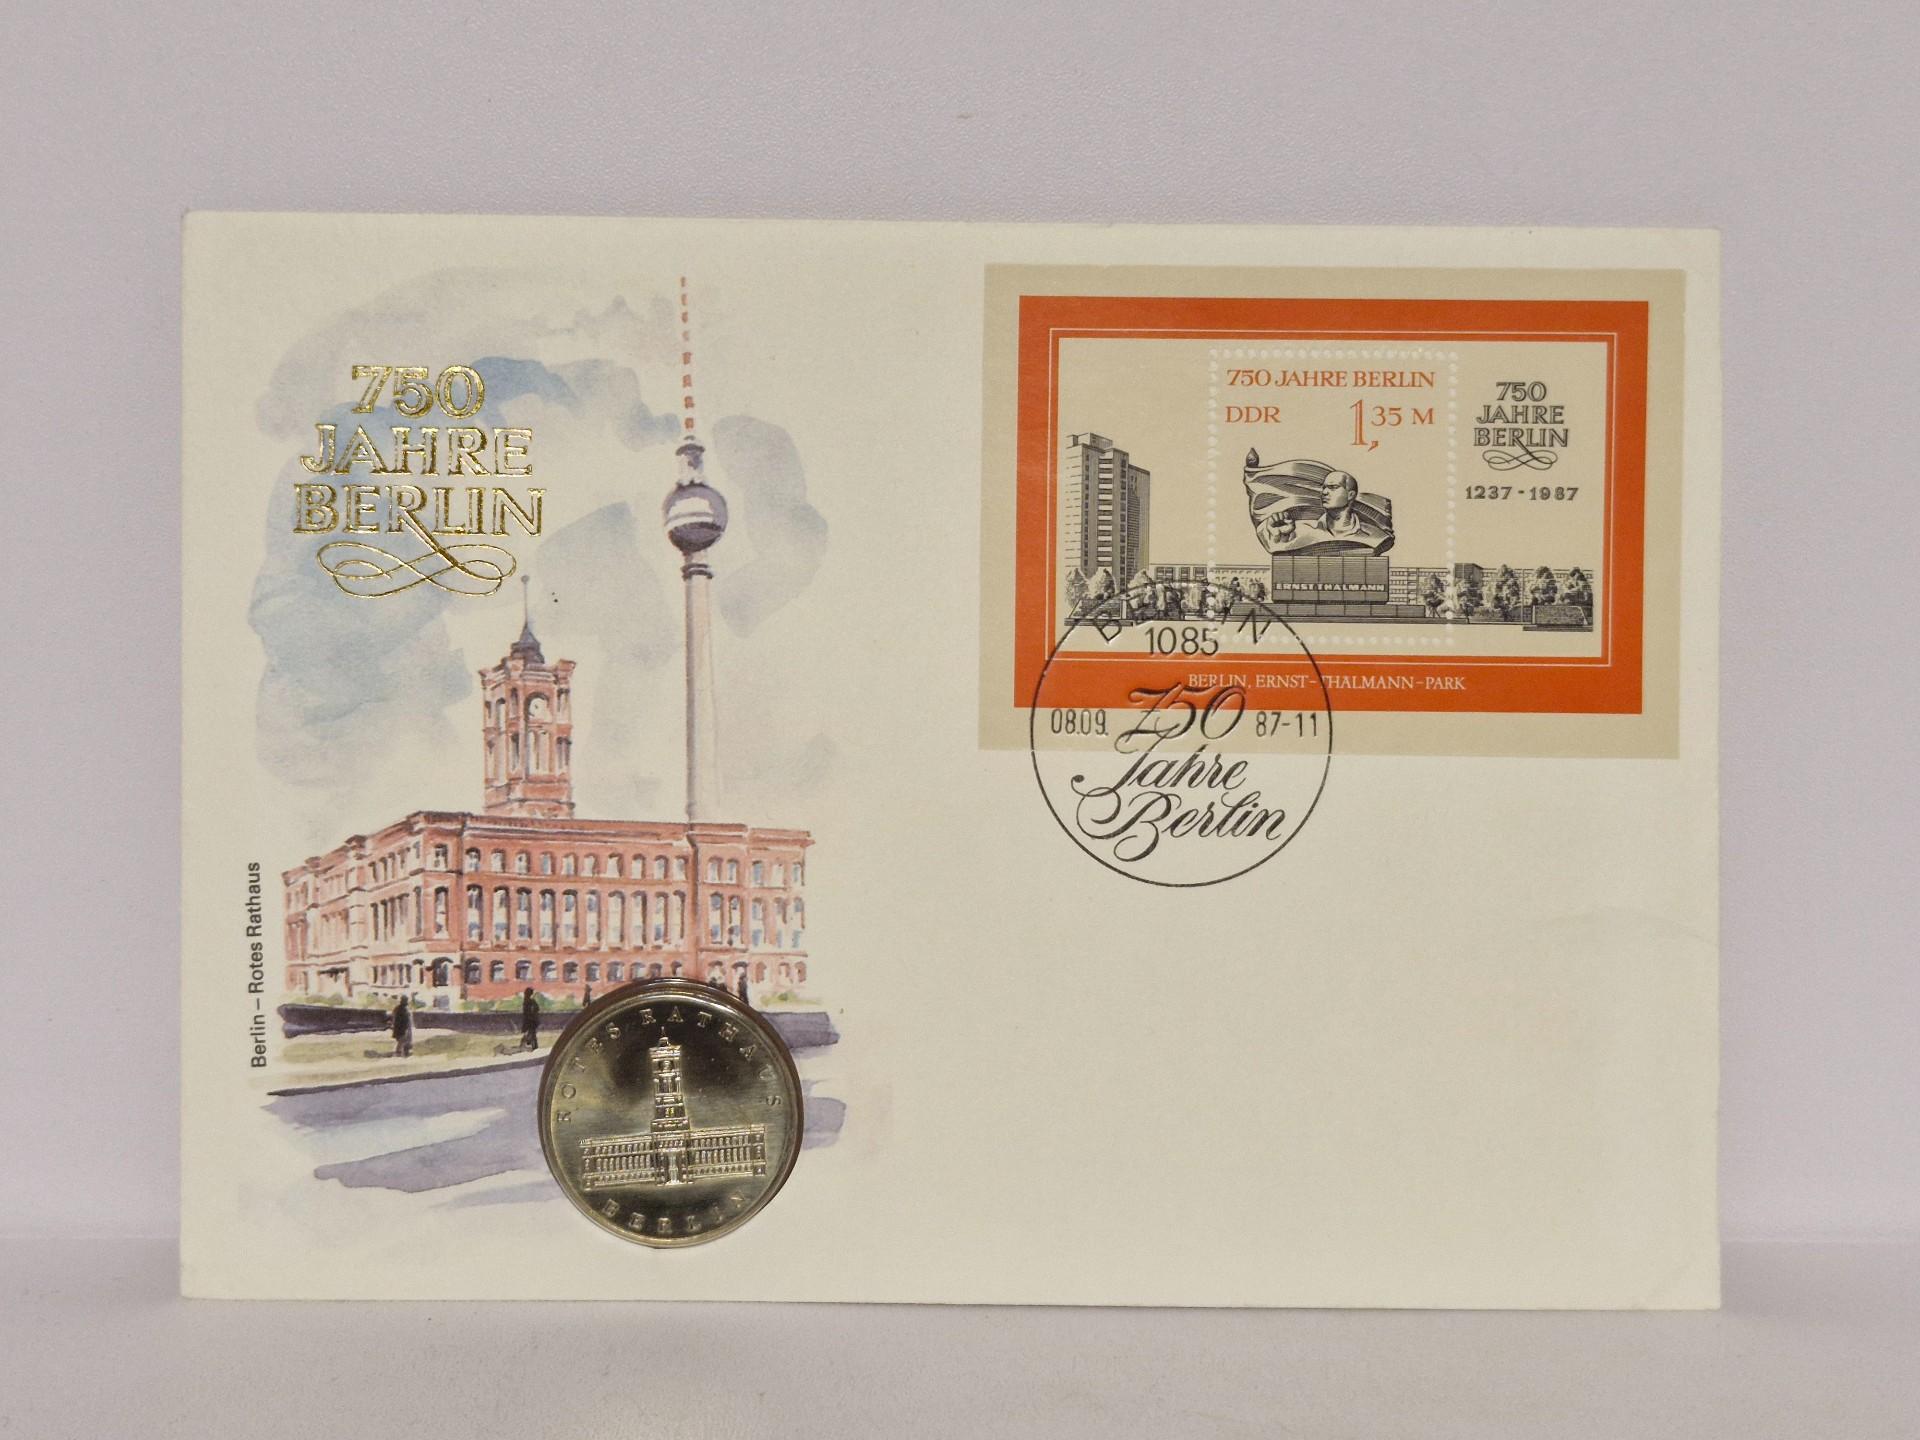 750
JAHRE
BERLIN
Berlin – Rotes Rathaus
ROTES RATHAUS
BERLIN
750 JAHRE BERLIN
DDR 1,35 M
750
JAHRE
BERLIN
1237 - 1987
ERNST THÄLMANN
BERLIN, ERNST-THÄLMANN-PARK
BERLIN
1085
08.09. 750 87-11
Jahre
Berlin